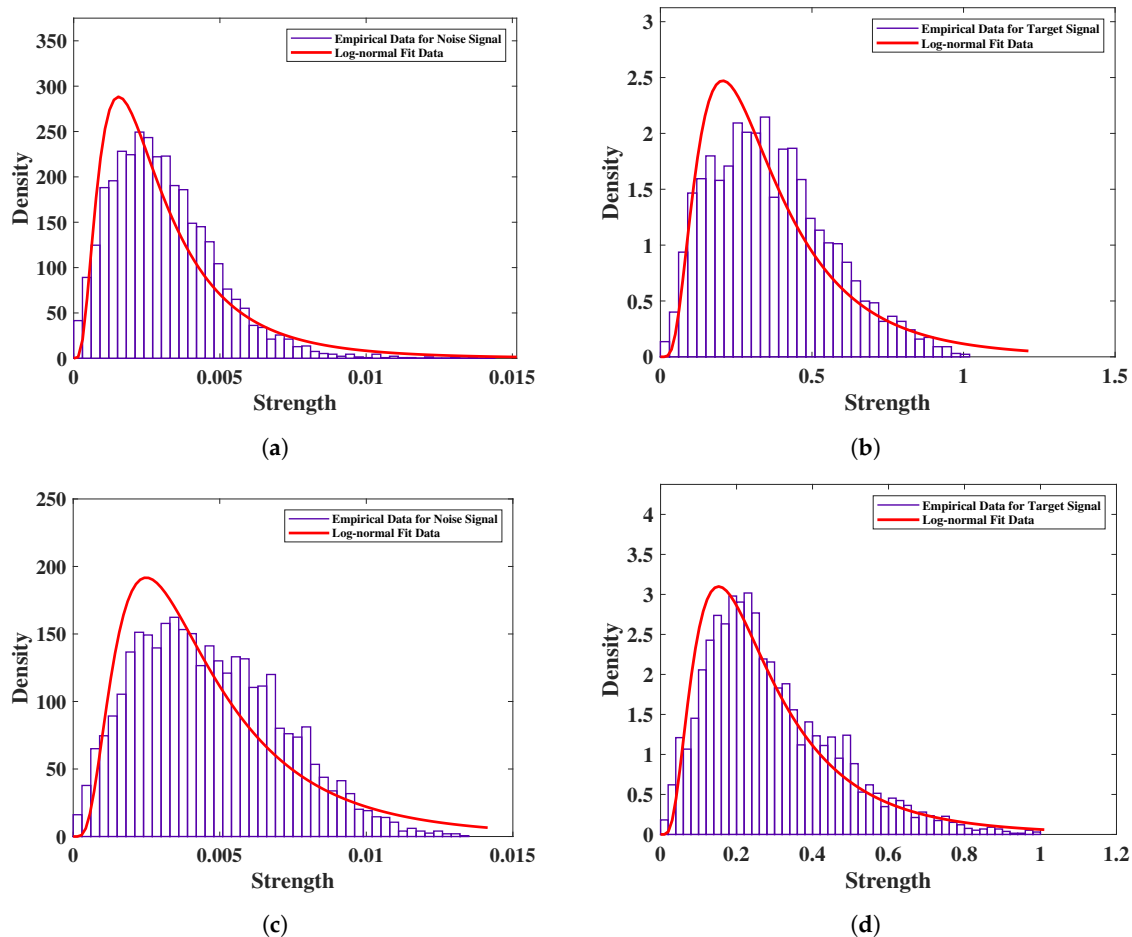 350
300
250
200
150
100
50
0
Density
Empirical Data for Noise Signal
Log-normal Fit Data
0 0.005 0.01 0.015
Strength
(a)
3
2.5
2
1.5
1
0.5
0
Density
Empirical Data for Target Signal
Log-normal Fit Data
0 0.5 1 1.5
Strength
(b)
250
200
150
100
50
0
Density
Empirical Data for Noise Signal
Log-normal Fit Data
0 0.005 0.01 0.015
Strength
(c)
4
3.5
3
2.5
2
1.5
1
0.5
0
Density
Empirical Data for Target Signal
Log-normal Fit Data
0 0.2 0.4 0.6 0.8 1 1.2
Strength
(d)